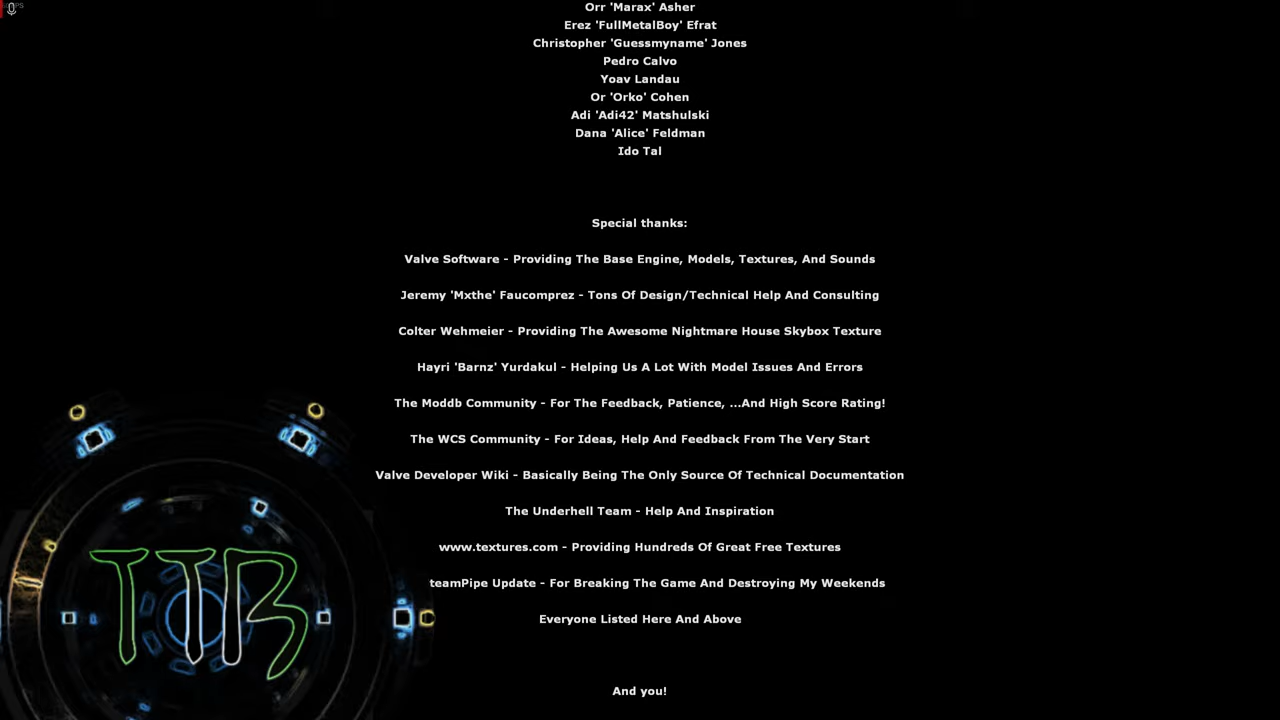 Orr 'Marax' Asher
Erez 'FullMetalBoy' Efrat
Christopher 'Guessmyname' Jones
Pedro Calvo
Yoav Landau
Or 'Orko' Cohen
Adi 'Adi42' Matshulski
Dana 'Alice' Feldman
Ido Tal
Special thanks:
Valve Software - Providing The Base Engine, Models, Textures, And Sounds
Jeremy 'Mxthe' Faucomprez - Tons Of Design/Technical Help And Consulting
Colter Wehmeier - Providing The Awesome Nightmare House Skybox Texture
Hayri 'Barnz' Yurdakul - Helping Us A Lot With Model Issues And Errors
The Moddb Community - For The Feedback, Patience, ...And High Score Rating!
The WCS Community - For Ideas, Help And Feedback From The Very Start
Valve Developer Wiki - Basically Being The Only Source Of Technical Documentation
The Underhell Team - Help And Inspiration
www.textures.com - Providing Hundreds Of Great Free Textures
teamPipe Update - For Breaking The Game And Destroying My Weekends
Everyone Listed Here And Above
And you!
TTR